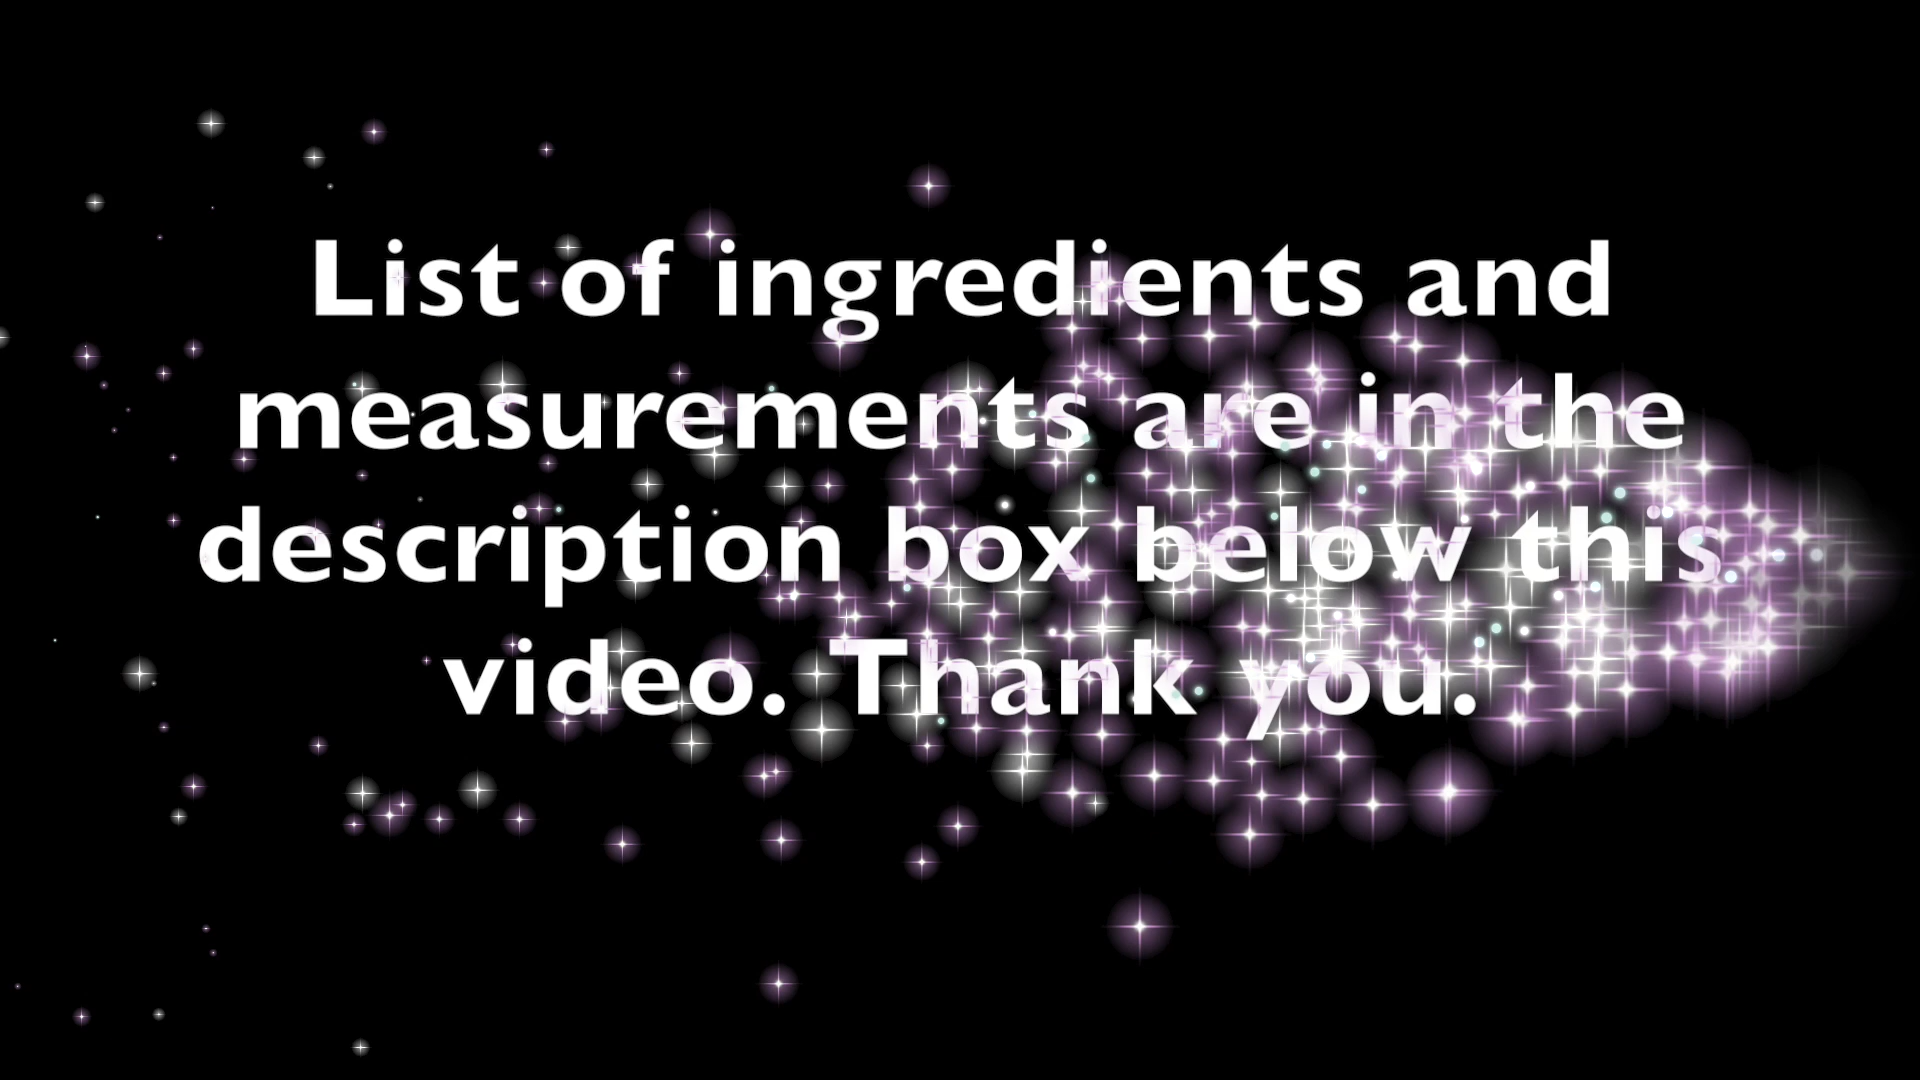 List of ingredients and
measurements are in the
description box below this
video. Thank you.